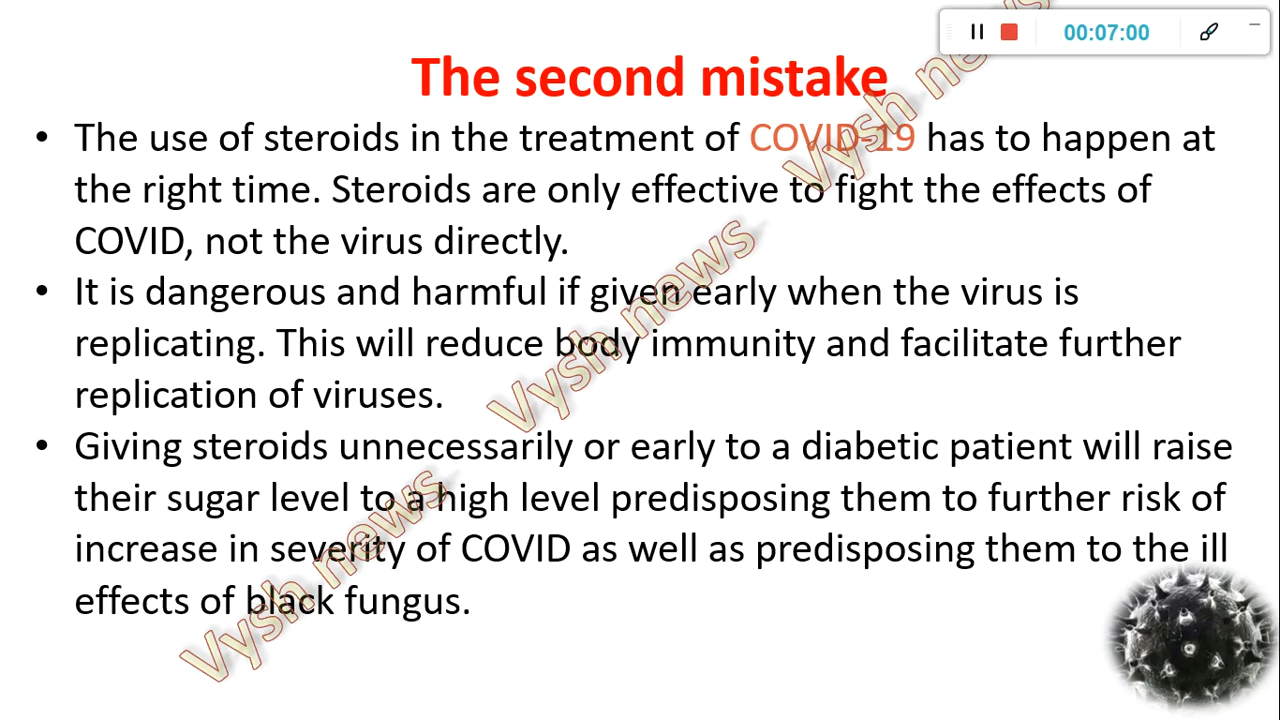 00:07:00
The second mistake
• The use of steroids in the treatment of COVID-19 has to happen at
the right time. Steroids are only effective to fight the effects of
COVID, not the virus directly.
• It is dangerous and harmful if given early when the virus is
replicating. This will reduce body immunity and facilitate further
replication of viruses.
• Giving steroids unnecessarily or early to a diabetic patient will raise
their sugar level to a high level predisposing them to further risk of
increase in severity of COVID as well as predisposing them to the ill
effects of black fungus.
Vysh news
Vysh news
Vysh news